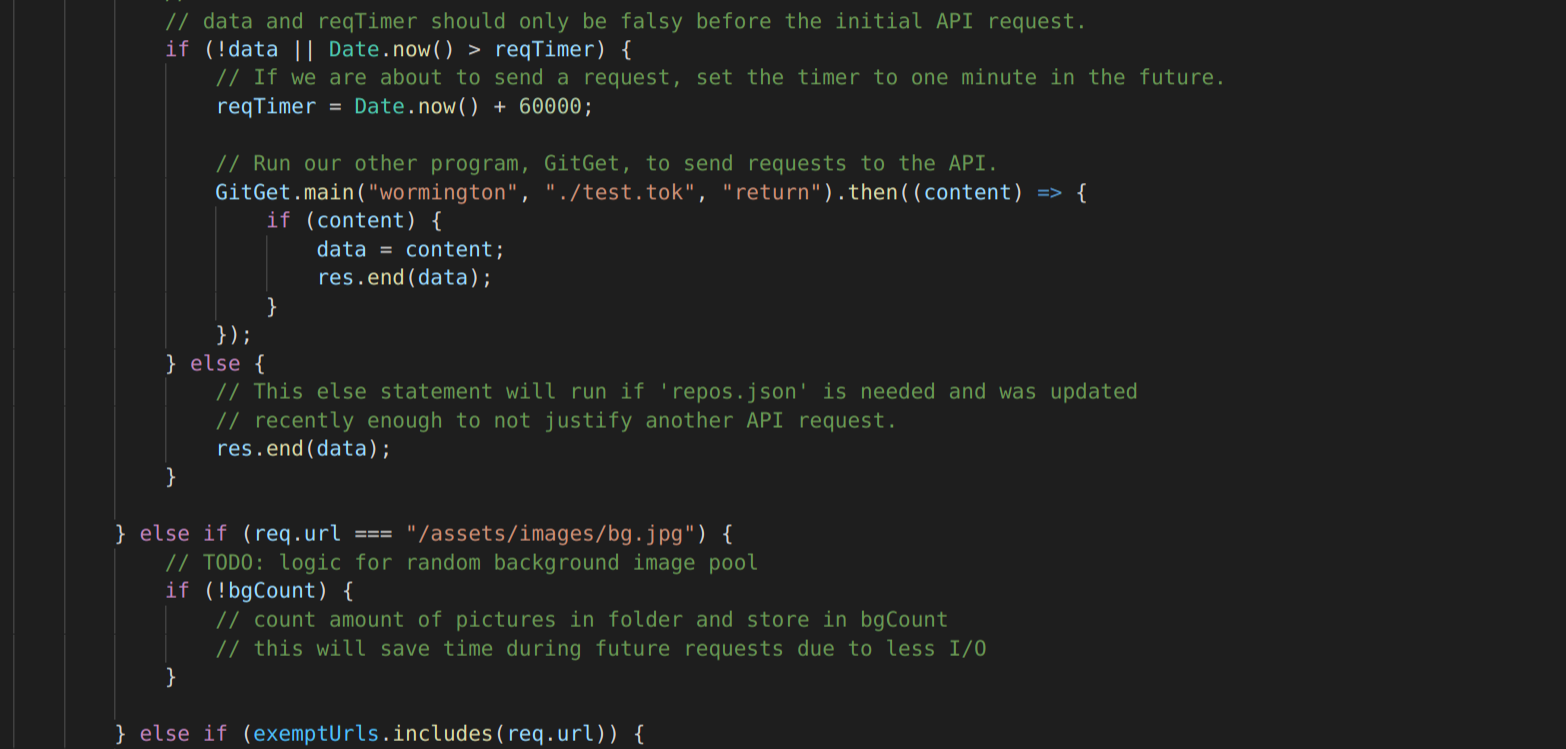 // data and reqTimer should only be falsy before the initial API request.
if (!data || Date.now() > reqTimer) {
// If we are about to send a request, set the timer to one minute in the future.
reqTimer = Date.now() + 60000;
// Run our other program, GitGet, to send requests to the API.
GitGet.main("wormington", "./test.tok", "return").then((content) => {
if (content) {
data = content;
res.end(data);
}
});
} else {
// This else statement will run if 'repos.json' is needed and was updated
// recently enough to not justify another API request.
res.end(data);
}
} else if (req.url === "/assets/images/bg.jpg") {
// TODO: logic for random background image pool
if (!bgCount) {
// count amount of pictures in folder and store in bgCount
// this will save time during future requests due to less I/O
}
} else if (exemptUrls.includes(req.url)) {